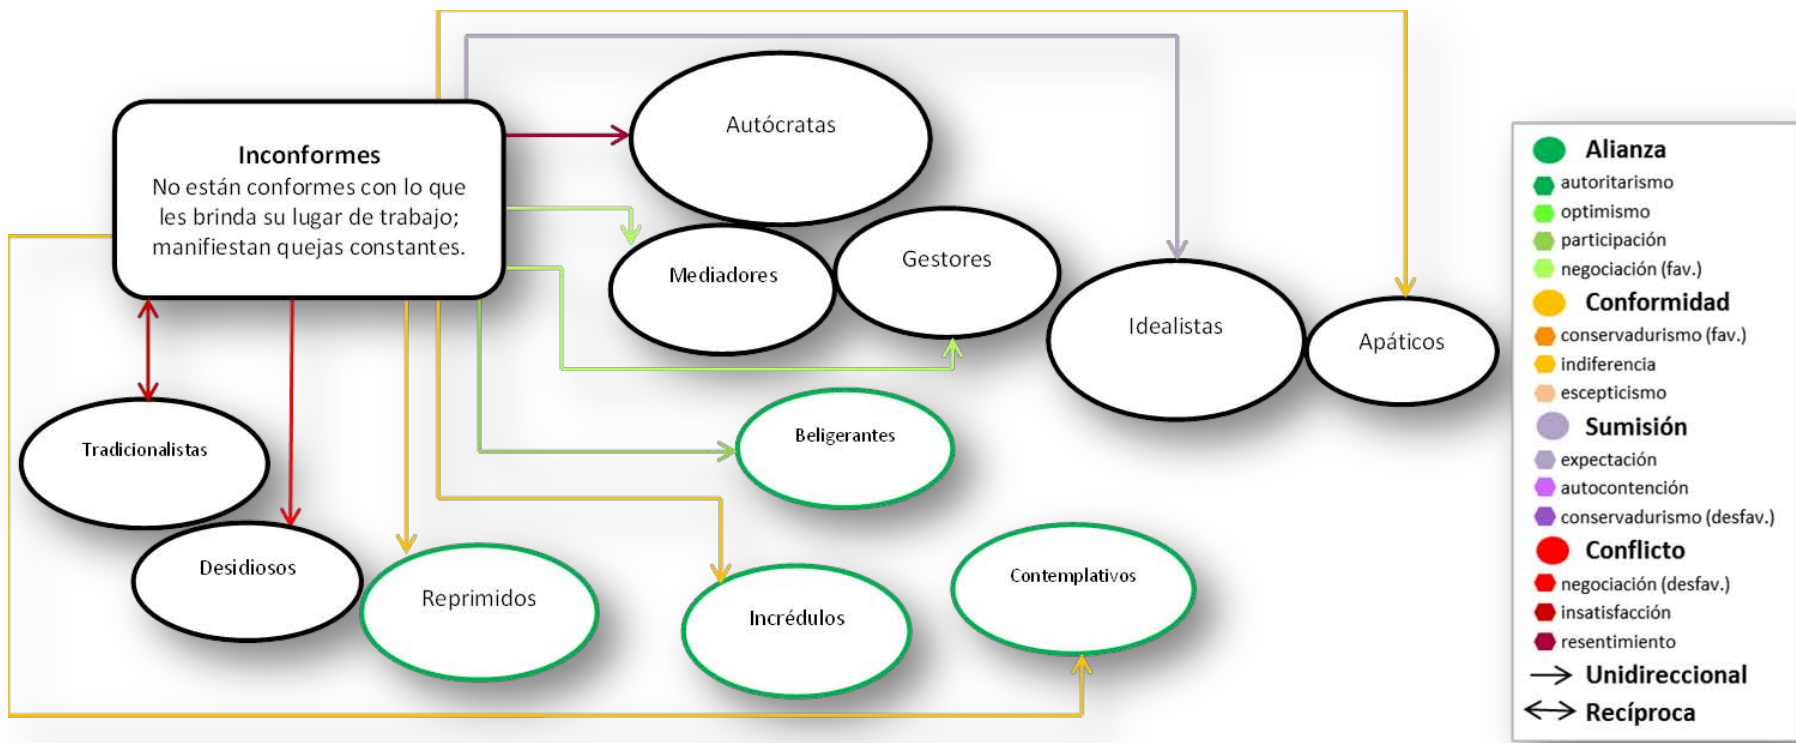 Inconformes
No están conformes con lo que
les brinda su lugar de trabajo;
manifiestan quejas constantes.
Autócratas
Mediadores
Gestores
Idealistas
Apáticos
Tradicionalistas
Beligerantes
Desidiosos
Reprimidos
Incrédulos
Contemplativos
Alianza
autoritarismo
optimismo
participación
negociación (fav.)
Conformidad
conservadurismo (fav.)
indiferencia
escepticismo
Sumisión
expectación
autocontención
conservadurismo (desfav.)
Conflicto
negociación (desfav.)
insatisfacción
resentimiento
Unidireccional
Recíproca